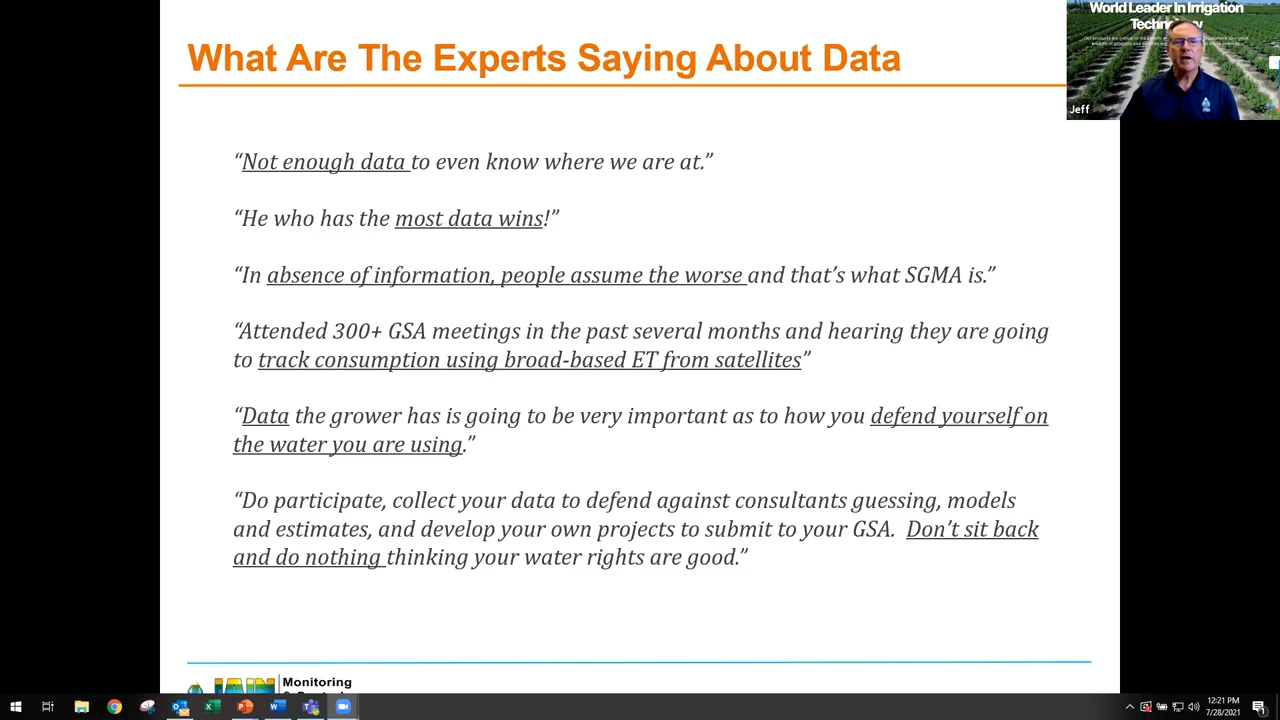 World Leader In Irrigation
Technology
What Are The Experts Saying About Data
Jeff
“Not enough data to even know where we are at.”
“He who has the most data wins!”
“In absence of information, people assume the worse and that’s what SGMA is.”
“Attended 300+ GSA meetings in the past several months and hearing they are going
to track consumption using broad-based ET from satellites”
“Data the grower has is going to be very important as to how you defend yourself on
the water you are using.”
“Do participate, collect your data to defend against consultants guessing, models
and estimates, and develop your own projects to submit to your GSA. Don’t sit back
and do nothing thinking your water rights are good.”
JAIN
Monitoring
& Control
12:21 PM
7/28/2021